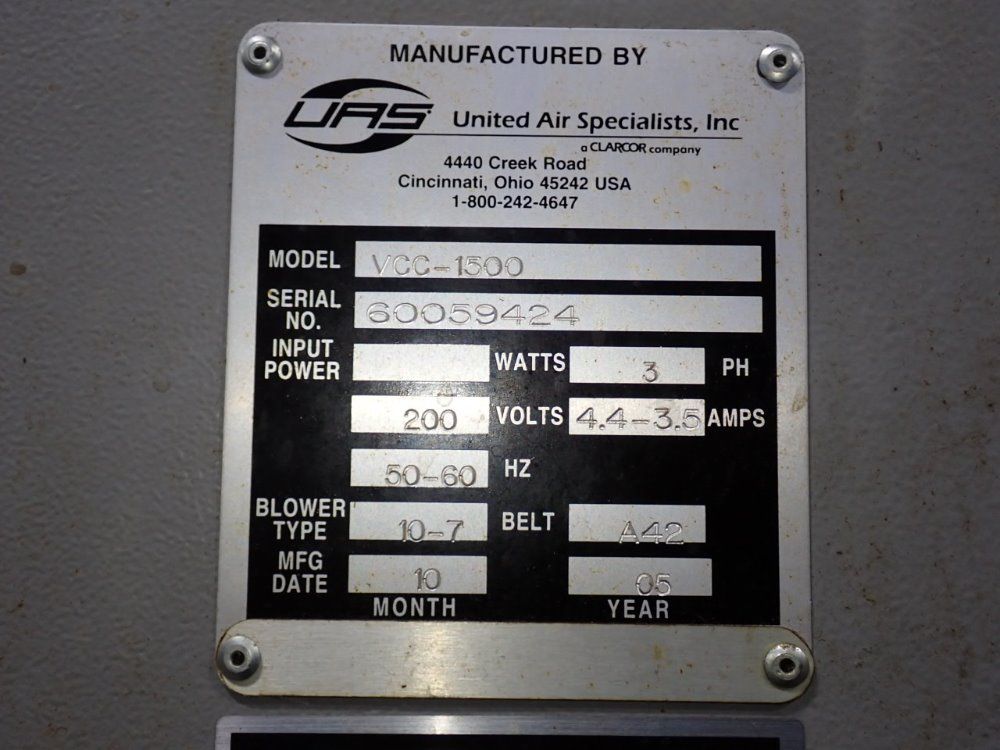 MANUFACTURED BY
UAS United Air Specialists, Inc
a CLARCOR company
4440 Creek Road
Cincinnati, Ohio 45242 USA
1-800-242-4647
MODEL VCC-1500
SERIAL NO. 60059424
INPUT POWER WATTS 3 PH
200 VOLTS 4.4-3.5 AMPS
50-60 HZ
BLOWER TYPE 10-7 BELT A42
MFG DATE 10 05
MONTH YEAR